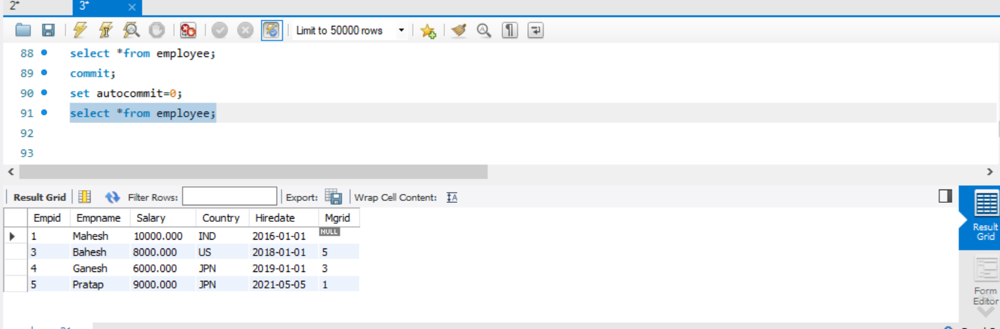 2* 3*
Limit to 50000 rows
88 select *from employee;
89 commit;
90 set autocommit=0;
91 select *from employee;
92
93
Result Grid Filter Rows: Export: Wrap Cell Content: IA
Empid Empname Salary Country Hiredate Mgrid
1 Mahesh 10000.000 IND 2016-01-01 NULL
3 Bahesh 8000.000 US 2018-01-01 5
4 Ganesh 6000.000 JPN 2019-01-01 3
5 Pratap 9000.000 JPN 2021-05-05 1
Result
Grid
Form
Editor